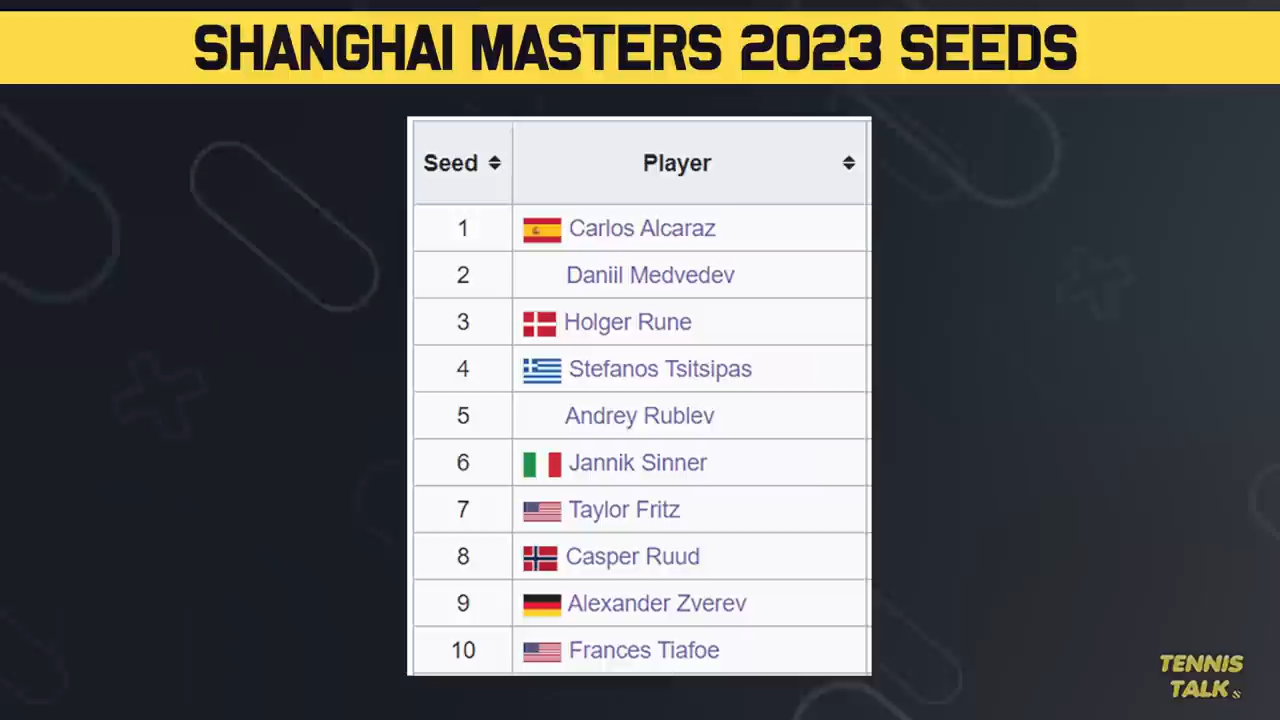 SHANGHAI MASTERS 2023 SEEDS
Seed Player
1 Carlos Alcaraz
2 Daniil Medvedev
3 Holger Rune
4 Stefanos Tsitsipas
5 Andrey Rublev
6 Jannik Sinner
7 Taylor Fritz
8 Casper Ruud
9 Alexander Zverev
10 Frances Tiafoe
TENNIS
TALK